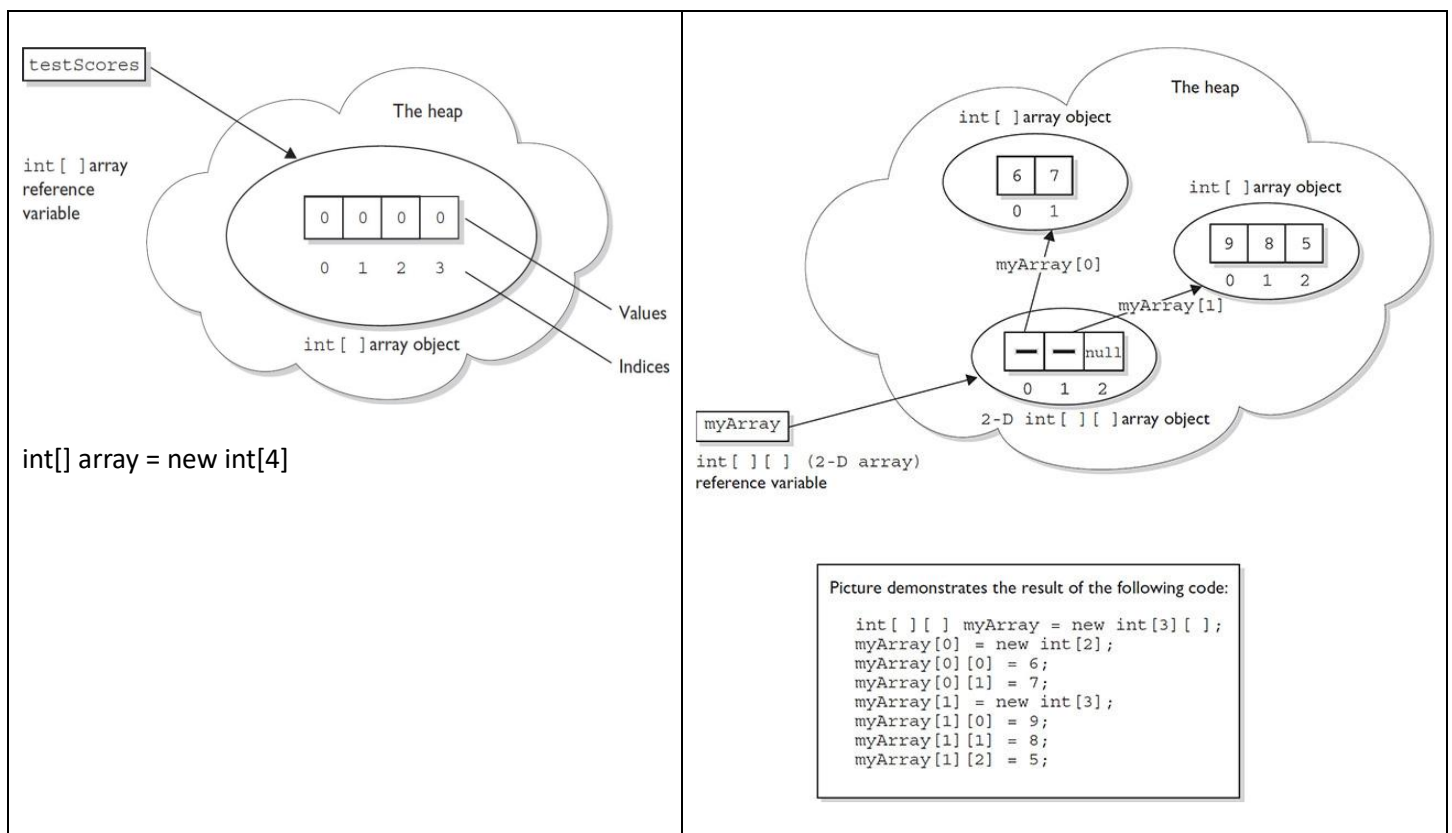 testScores
The heap
int[ ]array
reference
variable
0 0 0 0
0 1 2 3
Values
int[ ]array object
Indices
int[] array = new int[4]
The heap
int[ ]array object
6 7
0 1
int[ ]array object
9 8 5
0 1 2
myArray[0]
myArray[1]
null
0 1 2
2-D int[ ][ ]array object
myArray
int[ ][ ] (2-D array)
reference variable
Picture demonstrates the result of the following code:
int[ ][ ] myArray = new int[3][ ];
myArray[0] = new int[2];
myArray[0][0] = 6;
myArray[0][1] = 7;
myArray[1] = new int[3];
myArray[1][0] = 9;
myArray[1][1] = 8;
myArray[1][2] = 5;